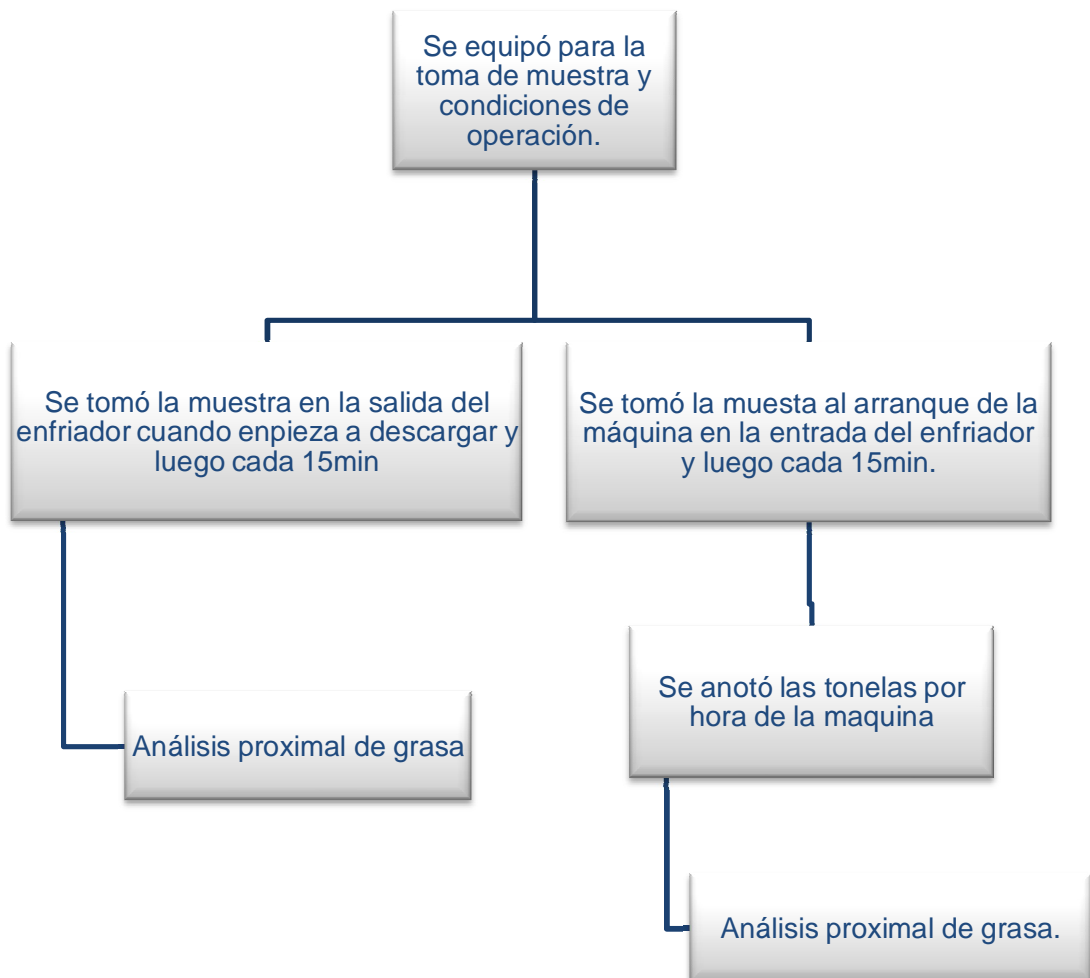 Se equipó para la
toma de muestra y
condiciones de
operación.
Se tomó la muestra en la salida del
enfriador cuando enpieza a descargar y
luego cada 15min
Se tomó la muesta al arranque de la
máquina en la entrada del enfriador
y luego cada 15min.
Análisis proximal de grasa
Se anotó las tonelas por
hora de la maquina
Análisis proximal de grasa.